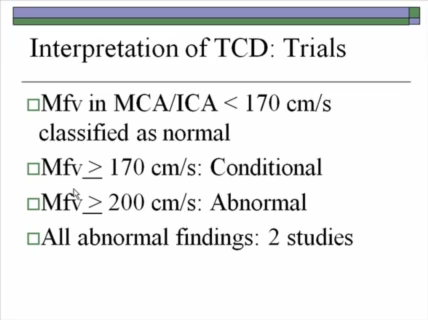 Interpretation of TCD: Trials
Mfv in MCA/ICA < 170 cm/s
classified as normal
Mfv ≥ 170 cm/s: Conditional
Mfv ≥ 200 cm/s: Abnormal
All abnormal findings: 2 studies